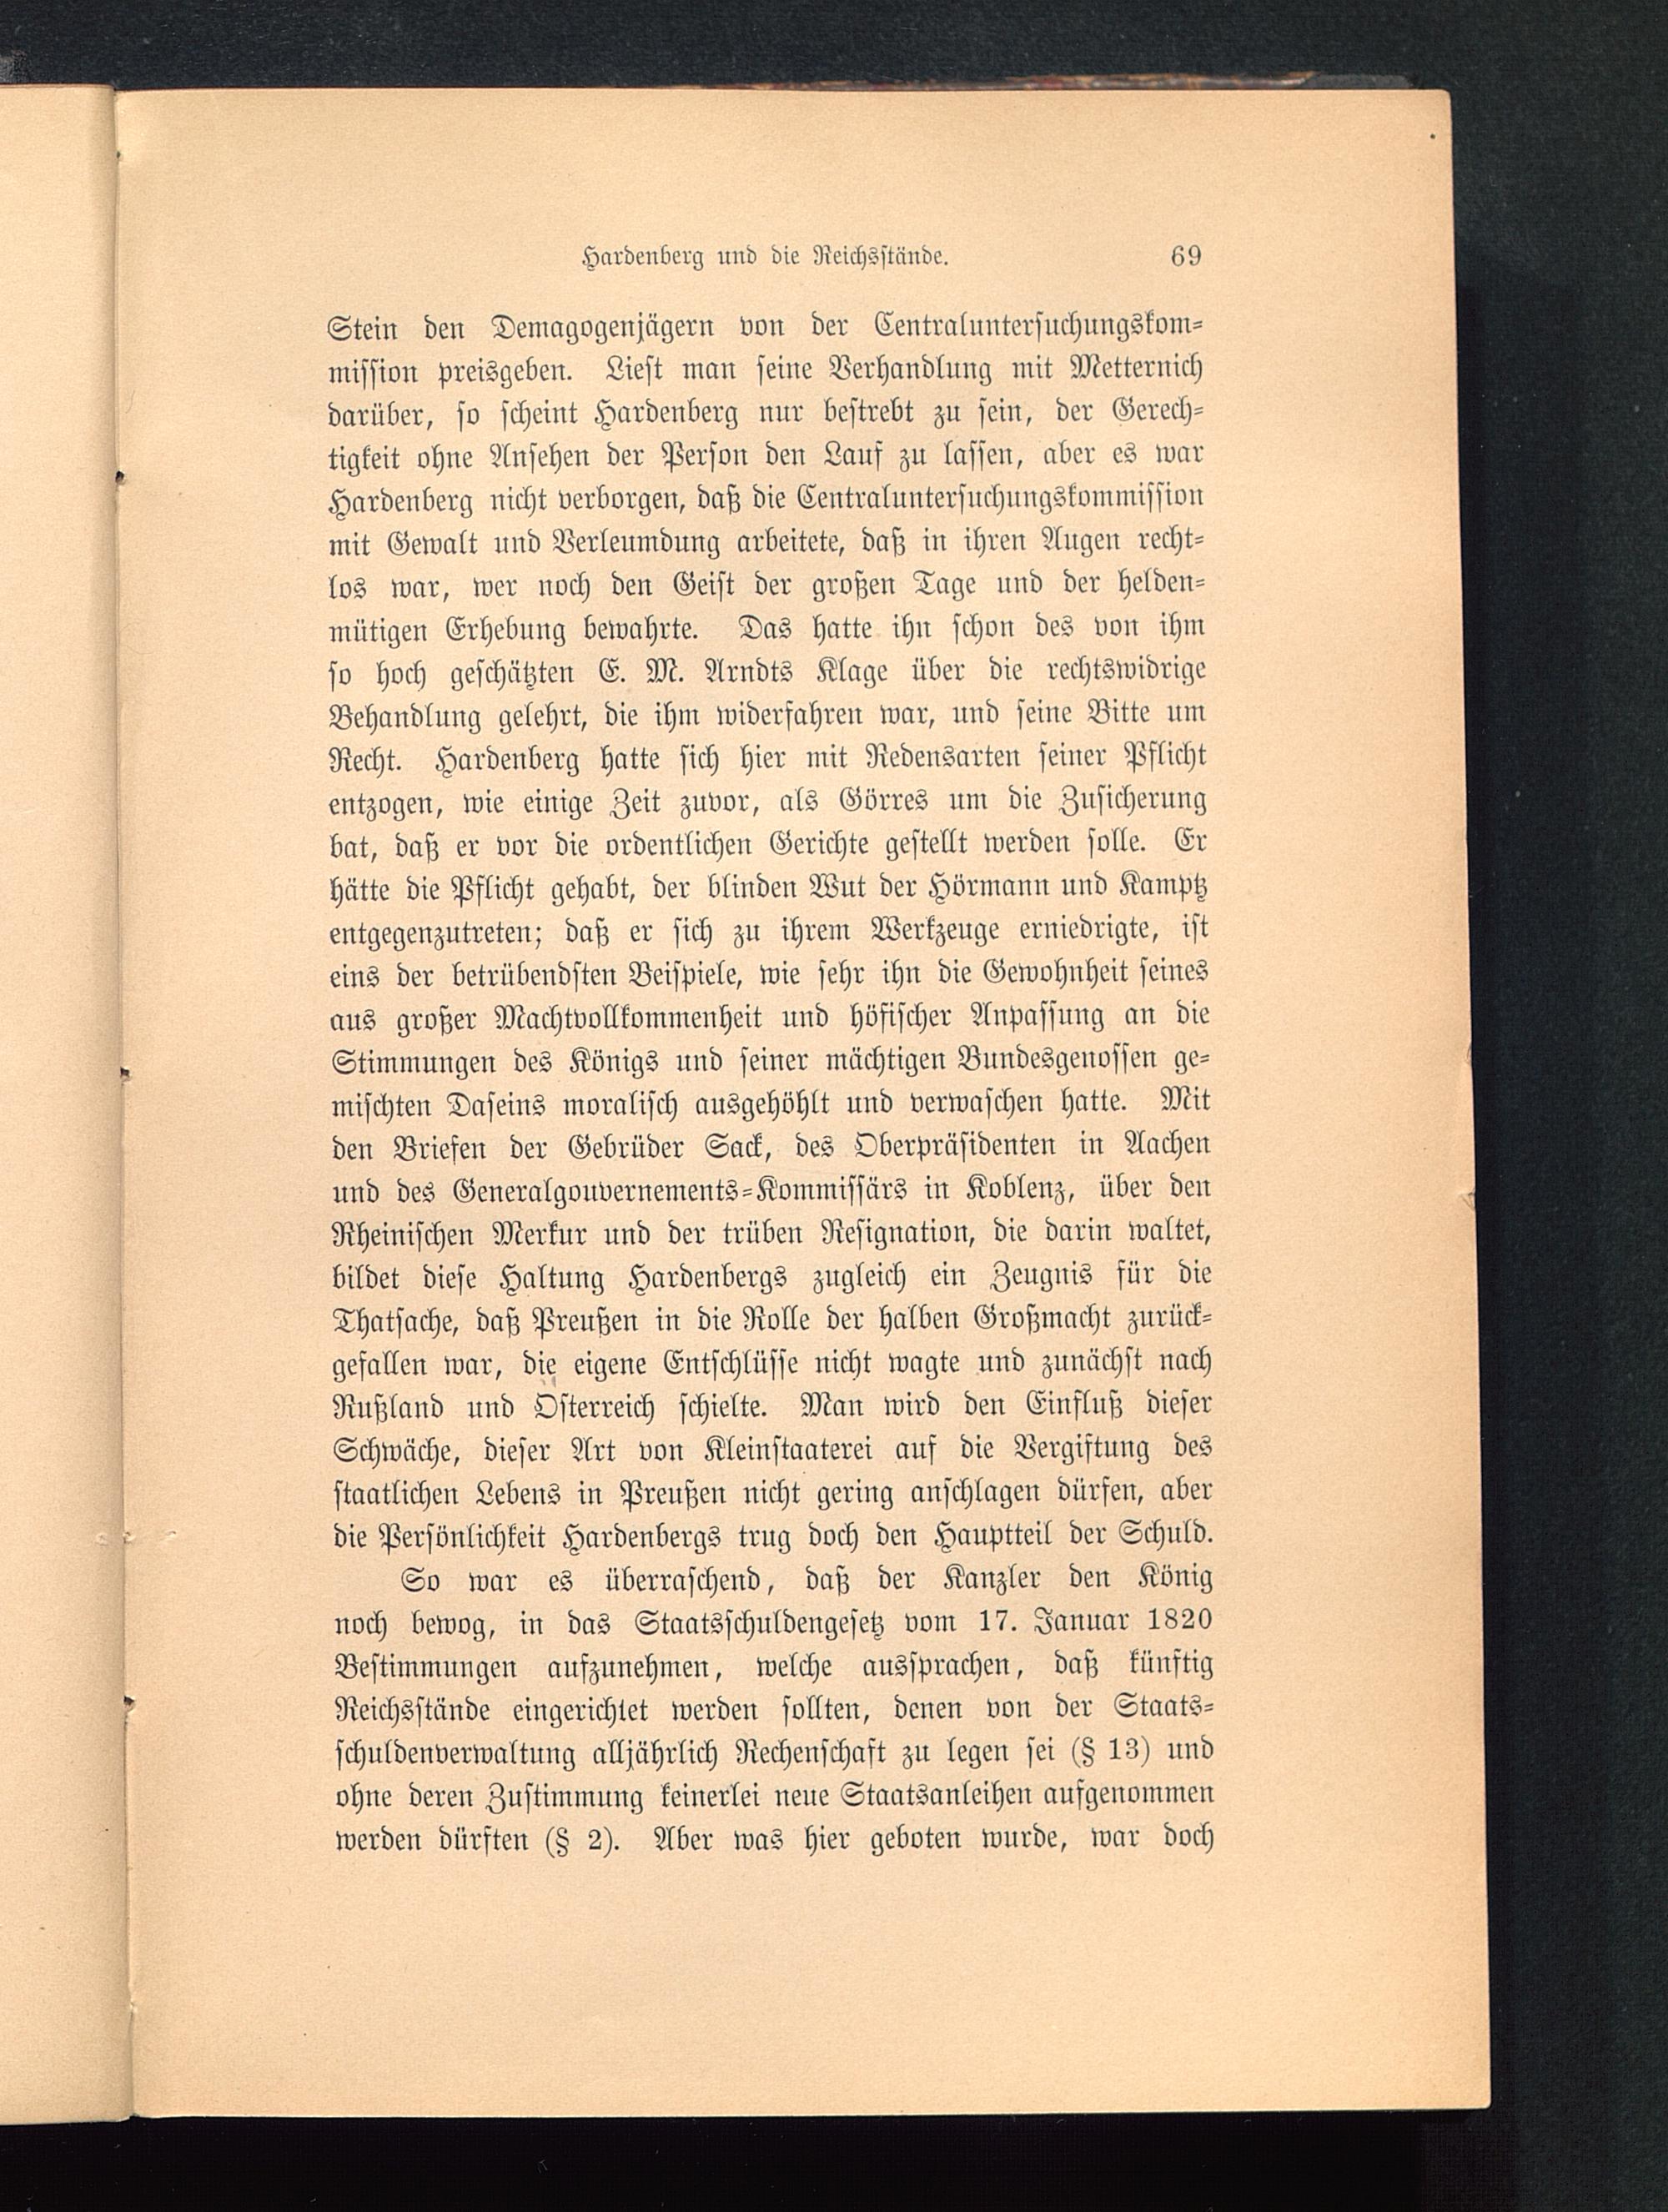 Hardenberg und die Reichsstände. 69
Stein den Demagogenjägern von der Centraluntersuchungskom-
mission preisgeben. Liest man seine Verhandlung mit Metternich
darüber, so scheint Hardenberg nur bestrebt zu sein, der Gerech-
tigkeit ohne Ansehen der Person den Lauf zu lassen, aber es war
Hardenberg nicht verborgen, daß die Centraluntersuchungskommission
mit Gewalt und Verleumdung arbeitete, daß in ihren Augen recht-
los war, wer noch den Geist der großen Tage und der helden-
mütigen Erhebung bewahrte. Das hatte ihn schon des von ihm
so hoch geschätzten E. M. Arndts Klage über die rechtswidrige
Behandlung gelehrt, die ihm widerfahren war, und seine Bitte um
Recht. Hardenberg hatte sich hier mit Redensarten seiner Pflicht
entzogen, wie einige Zeit zuvor, als Görres um die Zusicherung
bat, daß er vor die ordentlichen Gerichte gestellt werden solle. Er
hätte die Pflicht gehabt, der blinden Wut der Hörmann und Kamptz
entgegenzutreten; daß er sich zu ihrem Werkzeuge erniedrigte, ist
eins der betrübendsten Beispiele, wie sehr ihn die Gewohnheit seines
aus großer Machtvollkommenheit und höfischer Anpassung an die
Stimmungen des Königs und seiner mächtigen Bundesgenossen ge-
mischten Daseins moralisch ausgehöhlt und verwaschen hatte. Mit
den Briefen der Gebrüder Sack, des Oberpräsidenten in Aachen
und des Generalgouvernements-Kommissärs in Koblenz, über den
Rheinischen Merkur und der trüben Resignation, die darin waltet,
bildet diese Haltung Hardenbergs zugleich ein Zeugnis für die
Thatsache, daß Preußen in die Rolle der halben Großmacht zurück-
gefallen war, die eigene Entschlüsse nicht wagte und zunächst nach
Rußland und Österreich schielte. Man wird den Einfluß dieser
Schwäche, dieser Art von Kleinstaaterei auf die Vergiftung des
staatlichen Lebens in Preußen nicht gering anschlagen dürfen, aber
die Persönlichkeit Hardenbergs trug doch den Hauptteil der Schuld.
So war es überraschend, daß der Kanzler den König
noch bewog, in das Staatsschuldengesetz vom 17. Januar 1820
Bestimmungen aufzunehmen, welche aussprachen, daß künftig
Reichsstände eingerichtet werden sollten, denen von der Staats-
schuldenverwaltung alljährlich Rechenschaft zu legen sei (§ 13) und
ohne deren Zustimmung keinerlei neue Staatsanleihen aufgenommen
werden dürften (§ 2). Aber was hier geboten wurde, war doch